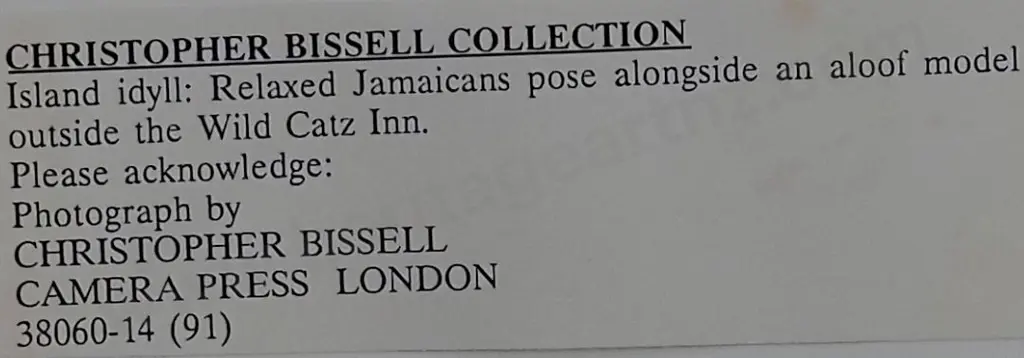 CHRISTOPHER BISSELL COLLECTION
Island idyll: Relaxed Jamaicans pose alongside an aloof model
outside the Wild Catz Inn.
Please acknowledge:
Photograph by
CHRISTOPHER BISSELL
CAMERA PRESS LONDON
38060-14 (91)